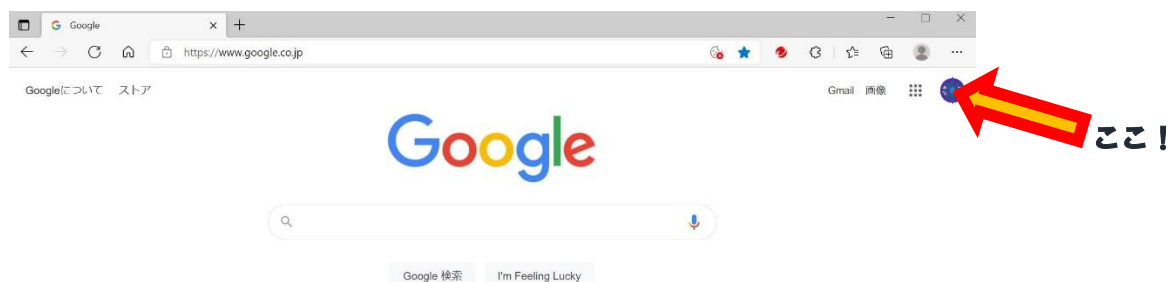 Google
https://www.google.co.jp
Googleについて ストア Gmail 画像
ここ！
Google
Google 検索 I'm Feeling Lucky